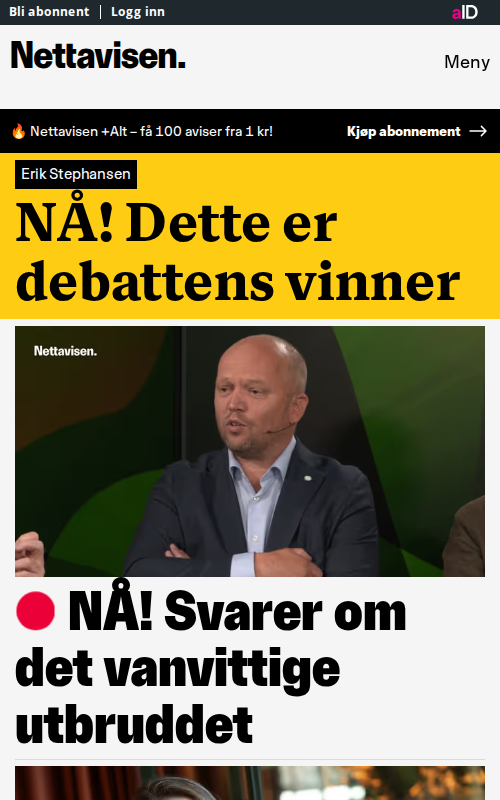 Bli abonnent | Logg inn
aID
Nettavisen.
Meny
🔥 Nettavisen +Alt – få 100 aviser fra 1 kr!
Kjøp abonnement →
Erik Stephansen
NÅ! Dette er
debattens vinner
Nettavisen.
NÅ! Svarer om
det vanvittige
utbruddet